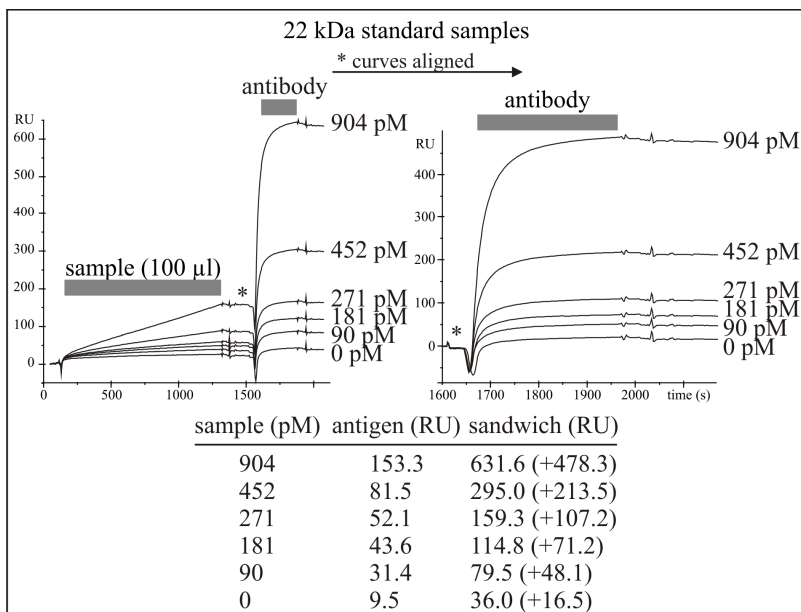 22 kDa standard samples
* curves aligned
antibody
RU
600
500
400
300
200
100
0
904 pM
452 pM
271 pM
181 pM
90 pM
0 pM
sample (100 µl)
*
0
500
1000
1500
2000
antibody
RU
400
300
200
100
0
904 pM
452 pM
271 pM
181 pM
90 pM
0 pM
*
1600
1700
1800
1900
2000
time (s)
sample (pM) antigen (RU) sandwich (RU)
904 153.3 631.6 (+478.3)
452 81.5 295.0 (+213.5)
271 52.1 159.3 (+107.2)
181 43.6 114.8 (+71.2)
90 31.4 79.5 (+48.1)
0 9.5 36.0 (+16.5)